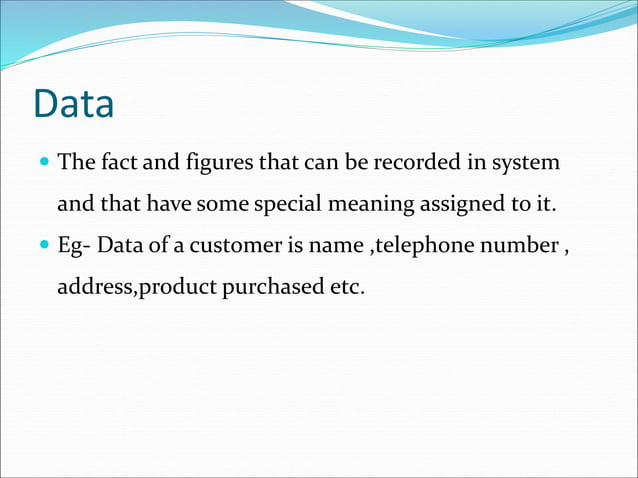 Data
The fact and figures that can be recorded in system
and that have some special meaning assigned to it.
Eg- Data of a customer is name ,telephone number ,
address,product purchased etc.